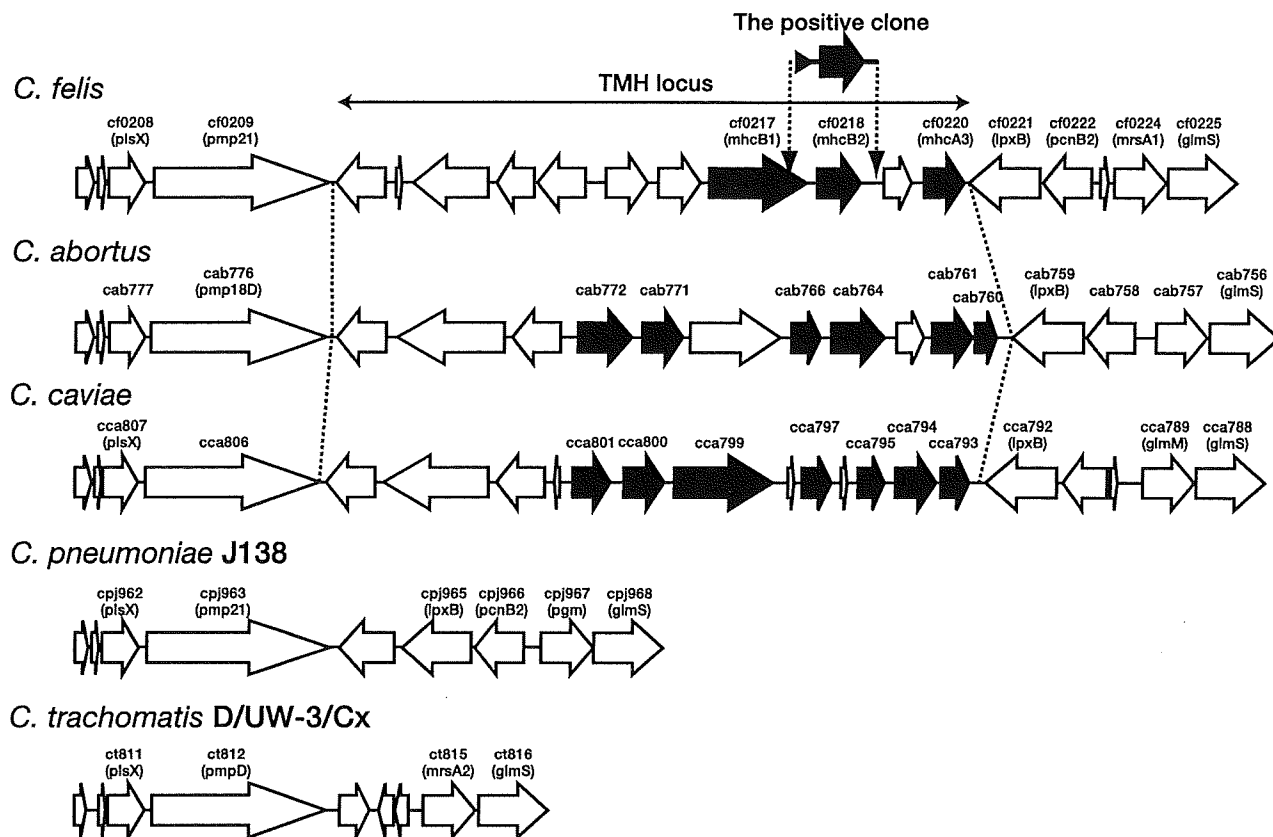 The positive clone
C. felis
TMH locus
cf0208 cf0209 cf0217 cf0218 cf0220 cf0221 cf0222 cf0224 cf0225
(plsX) (pmp21) (mhcB1) (mhcB2) (mhcA3) (lpxB) (pcnB2) (mrsA1) (glmS)
C. abortus
cab777 cab776 cab772 cab771 cab766 cab764 cab761 cab760 cab759 cab758 cab757 cab756
(pmp18D) (lpxB) (glmS)
C. caviae
cca807 cca806 cca801 cca800 cca799 cca797 cca795 cca794 cca793 cca792 cca789 cca788
(plsX) (lpxB) (glmM) (glmS)
C. pneumoniae J138
cpj962 cpj963 cpj965 cpj966 cpj967 cpj968
(plsX) (pmp21) (lpxB) (pcnB2) (pgm) (glmS)
C. trachomatis D/UW-3/Cx
ct811 ct812 ct815 ct816
(plsX) (pmpD) (mrsA2) (glmS)